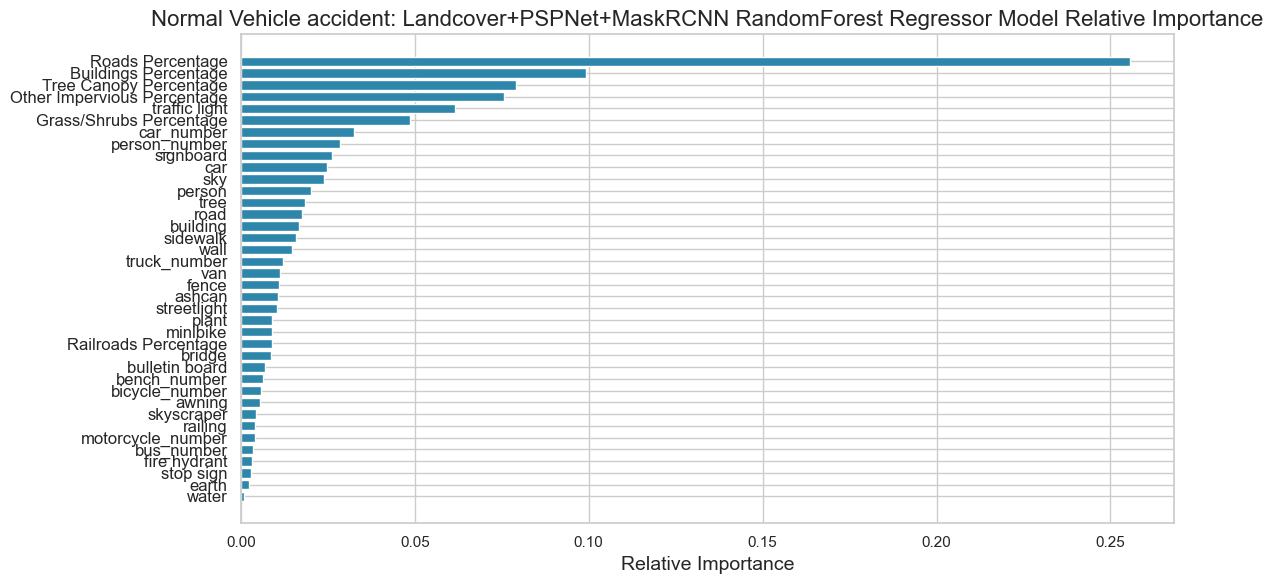 Normal Vehicle accident: Landcover+PSPNet+MaskRCNN RandomForest Regressor Model Relative Importance
Roads Percentage
Buildings Percentage
Tree Canopy Percentage
Other Impervious Percentage
traffic light
Grass/Shrubs Percentage
car_number
person_number
signboard
car
sky
person
tree
road
building
sidewalk
wall
truck_number
van
fence
ashcan
streetlight
plant
minibike
Railroads Percentage
bridge
bulletin board
bench_number
bicycle_number
awning
skyscraper
railing
motorcycle_number
bus_number
fire hydrant
stop sign
earth
water
0.00 0.05 0.10 0.15 0.20 0.25
Relative Importance